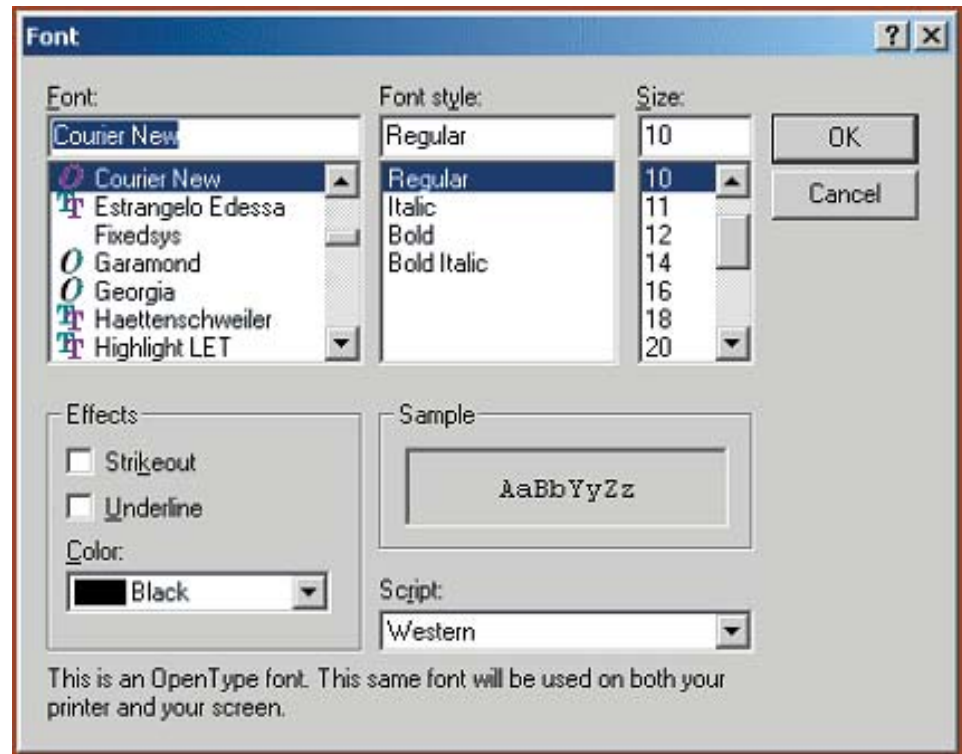 Font
Font:
Courier New
Courier New
Estrangelo Edessa
Fixedsys
Garamond
Georgia
Haettenschweiler
Highlight LET
Font style:
Regular
Regular
Italic
Bold
Bold Italic
Size:
10
10
11
12
14
16
18
20
OK
Cancel
Effects
Strikeout
Underline
Color:
Black
Sample
AaBbYyZz
Script:
Western
This is an OpenType font. This same font will be used on both your
printer and your screen.